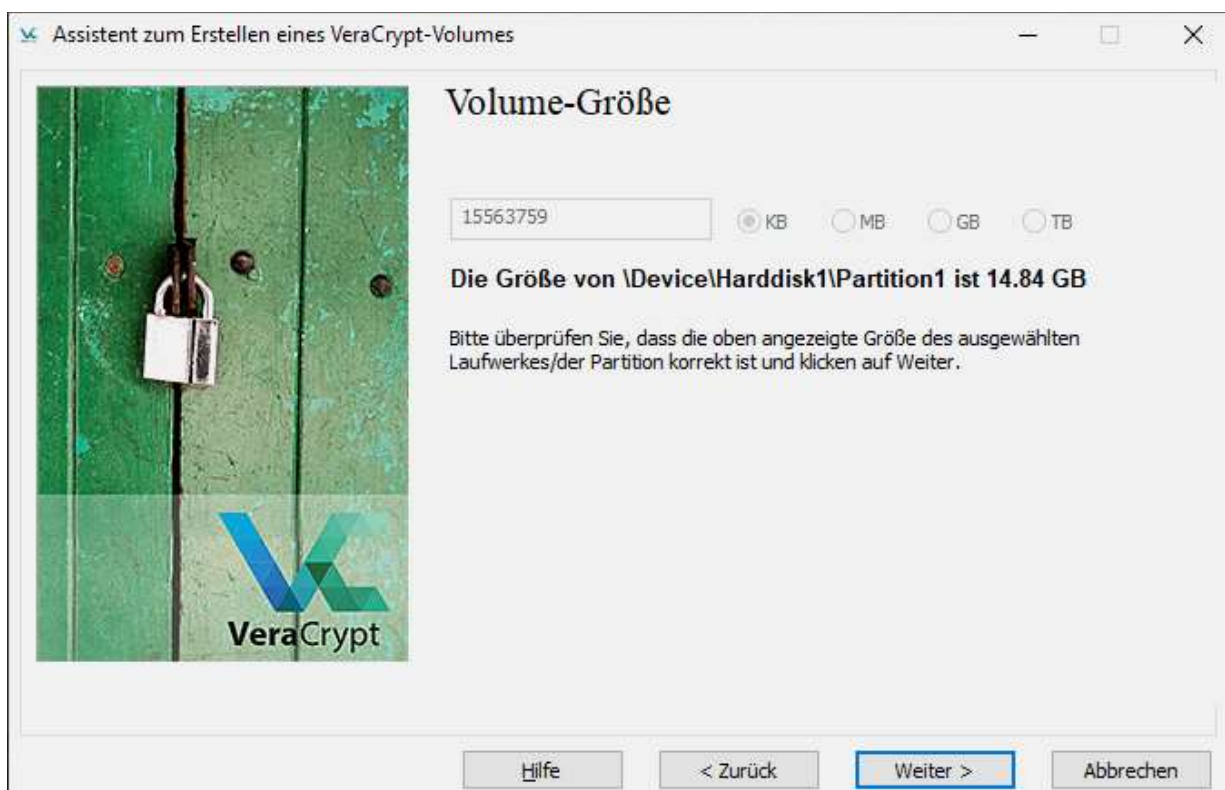 Assistent zum Erstellen eines VeraCrypt-Volumes
Volume-Größe
15563759
KB MB GB TB
Die Größe von \Device\Harddisk1\Partition1 ist 14.84 GB
Bitte überprüfen Sie, dass die oben angezeigte Größe des ausgewählten
Laufwerkes/der Partition korrekt ist und klicken auf Weiter.
VeraCrypt
Hilfe < Zurück Weiter > Abbrechen